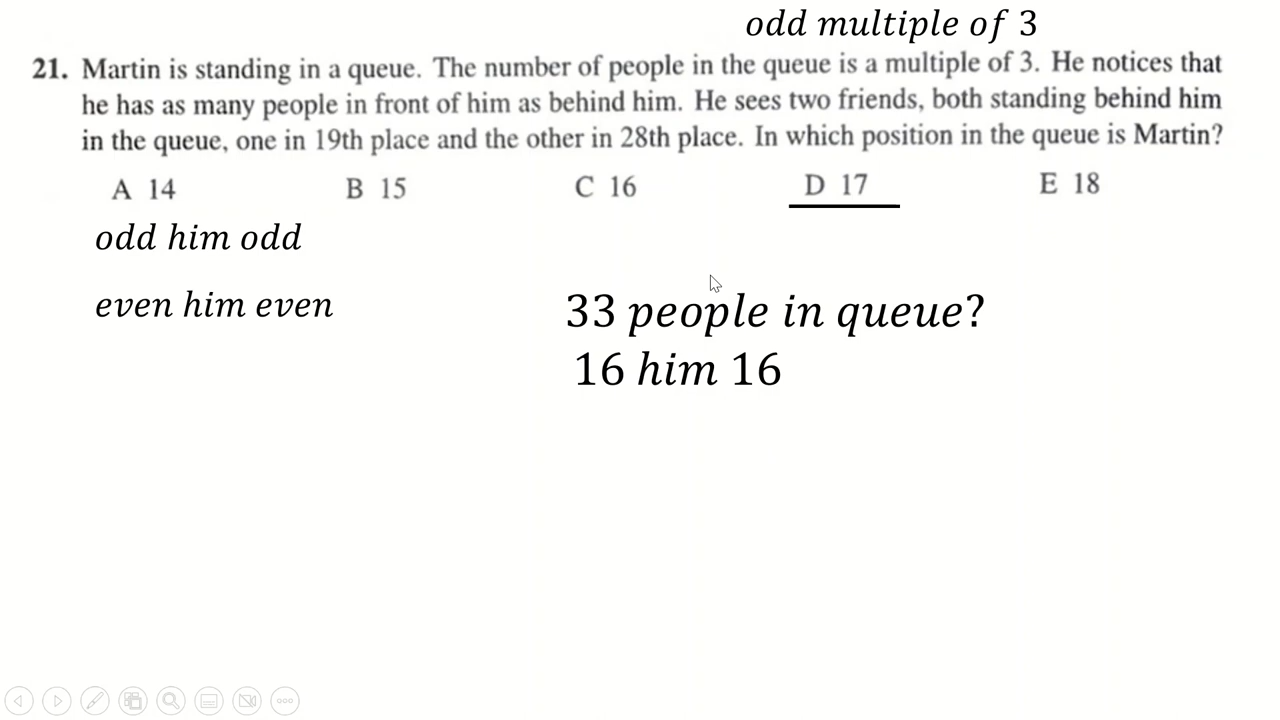 odd multiple of 3
21. Martin is standing in a queue. The number of people in the queue is a multiple of 3. He notices that
he has as many people in front of him as behind him. He sees two friends, both standing behind him
in the queue, one in 19th place and the other in 28th place. In which position in the queue is Martin?
A 14 B 15 C 16 D 17 E 18
odd him odd
even him even
33 people in queue?
16 him 16